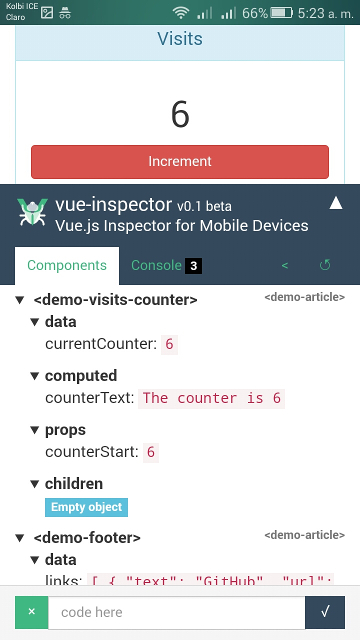 Kolbi ICE
Claro
66% 5:23 a. m.
Visits
6
Increment
vue-inspector v0.1 beta
Vue.js Inspector for Mobile Devices
Components Console 3 <
▼ <demo-visits-counter> <demo-article>
▼ data
currentCounter: 6
▼ computed
counterText: The counter is 6
▼ props
counterStart: 6
▼ children
Empty object
▼ <demo-footer> <demo-article>
▼ data
links: [ { "text": "GitHub", "url":
× code here √